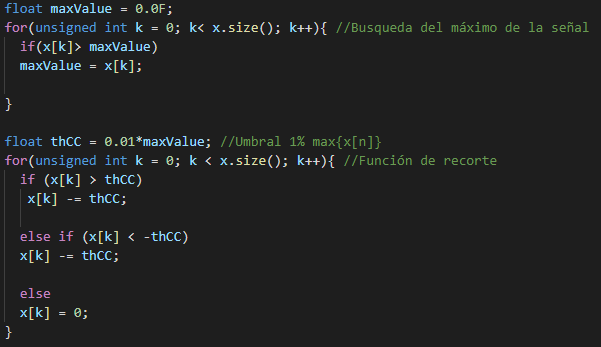 float maxValue = 0.0F;
for(unsigned int k = 0; k< x.size(); k++){ //Busqueda del máximo de la señal
if(x[k]> maxValue)
maxValue = x[k];
}
float thCC = 0.01*maxValue; //Umbral 1% max{x[n]}
for(unsigned int k = 0; k < x.size(); k++){ //Función de recorte
if (x[k] > thCC)
x[k] -= thCC;
else if (x[k] < -thCC)
x[k] -= thCC;
else
x[k] = 0;
}